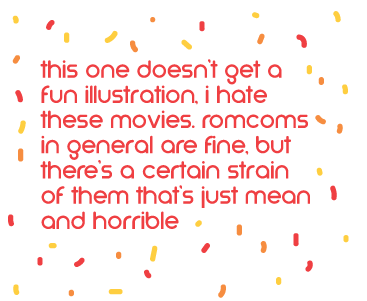 this one doesn't get a
fun illustration, i hate
these movies. romcoms
in general are fine, but
there's a certain strain
of them that's just mean
and horrible